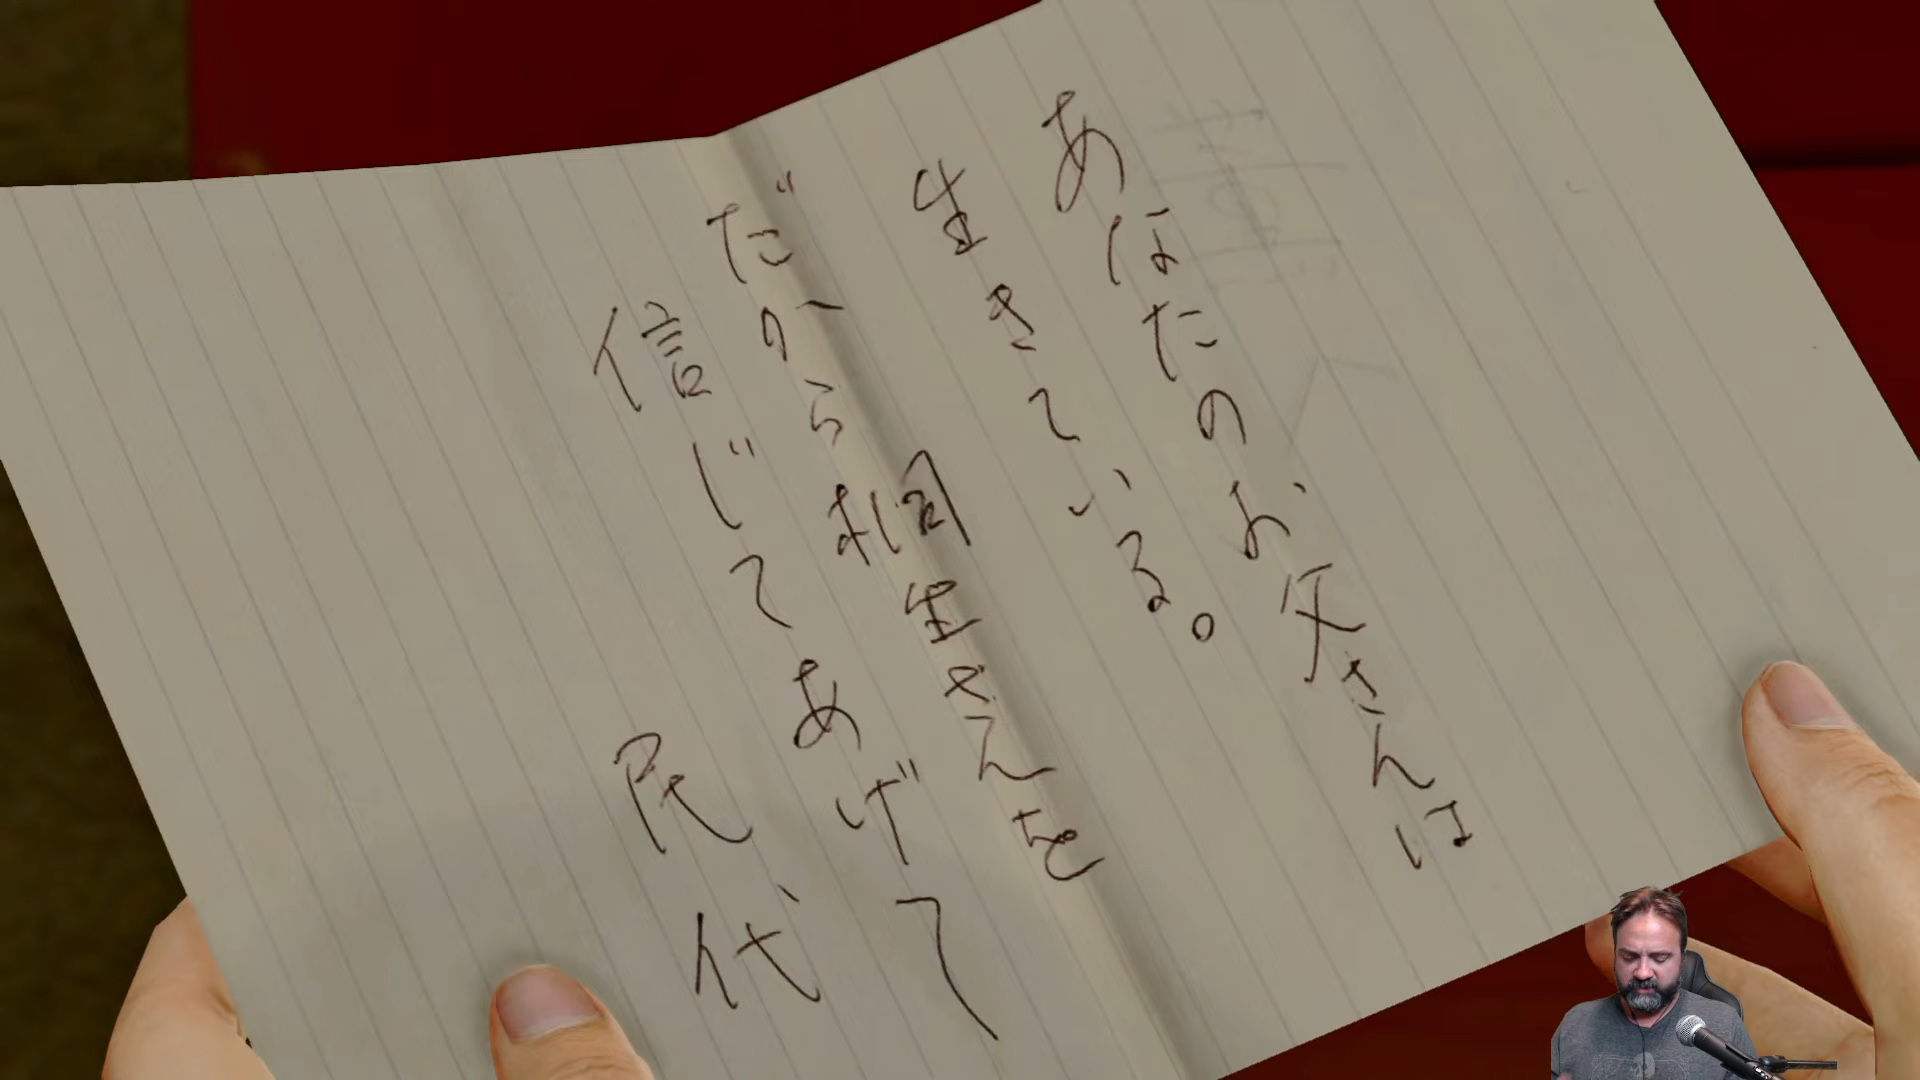 あなたのお父さんは
生きている。
だから桐生さんを
信じてあげて
民代